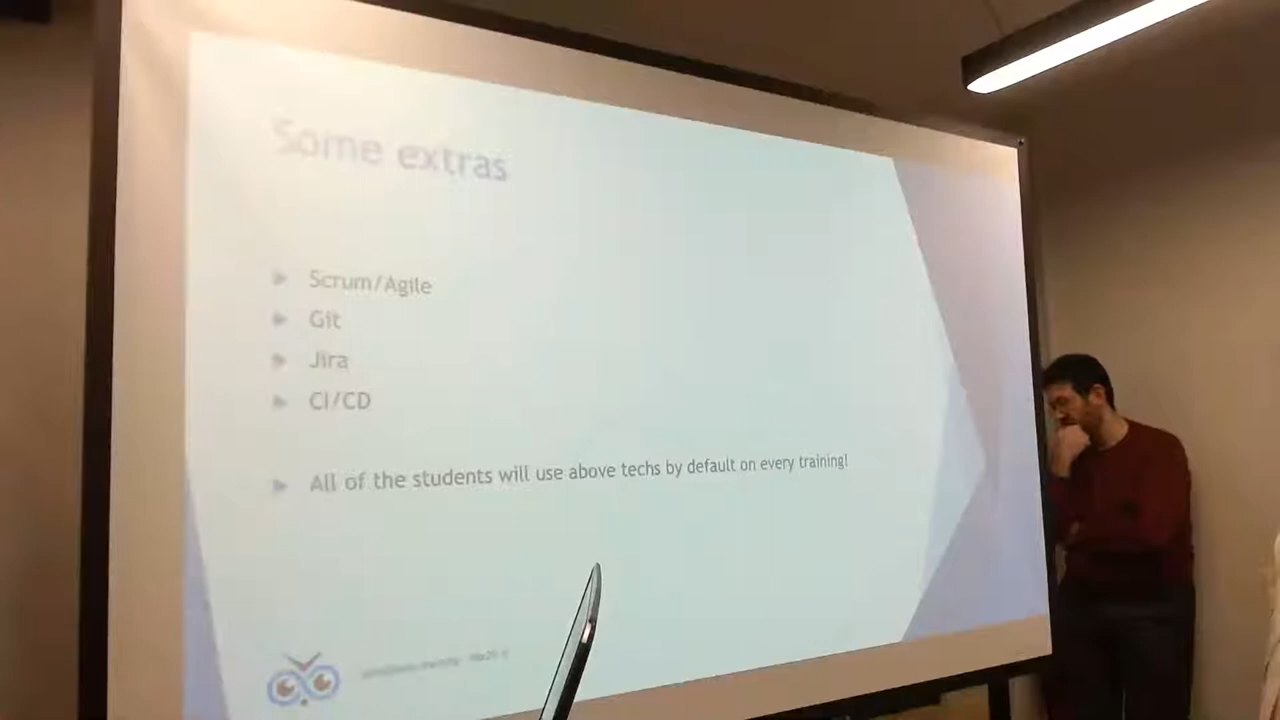 Some extras
Scrum/Agile
Git
Jira
CI/CD
All of the students will use above techs by default on every training!